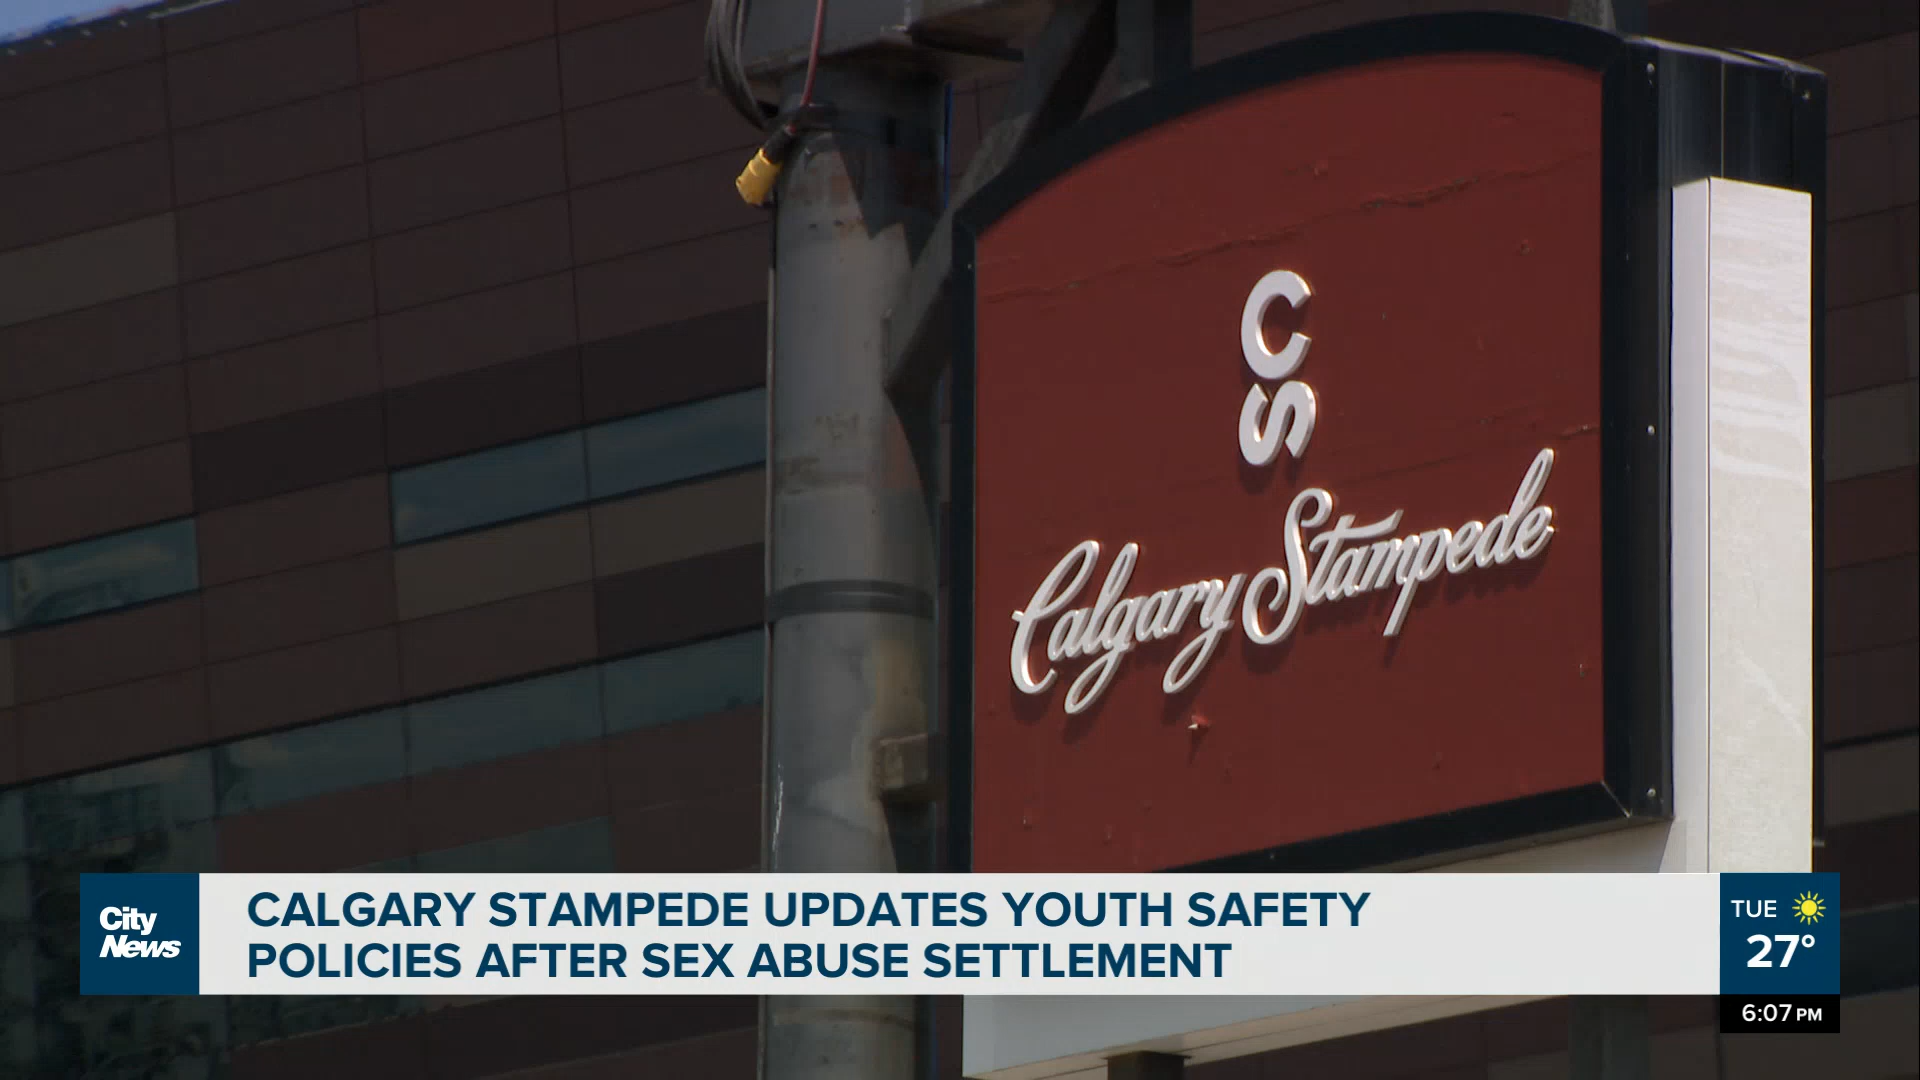 C
S
Calgary Stampede
City
News
CALGARY STAMPEDE UPDATES YOUTH SAFETY
POLICIES AFTER SEX ABUSE SETTLEMENT
TUE
27°
6:07 PM